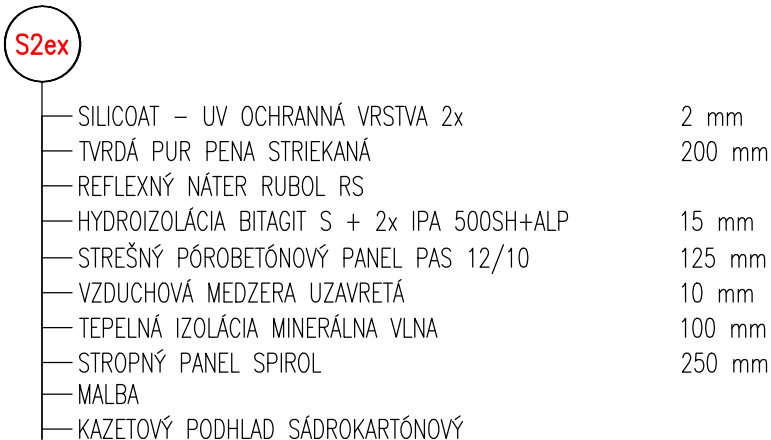 S2ex
SILICOAT – UV OCHRANNÁ VRSTVA 2x 2 mm
TVRDÁ PUR PENA STRIEKANÁ 200 mm
REFLEXNÝ NÁTER RUBOL RS
HYDROIZOLÁCIA BITAGIT S + 2x IPA 500SH+ALP 15 mm
STREŠNÝ PÓROBETÓNOVÝ PANEL PAS 12/10 125 mm
VZDUCHOVÁ MEDZERA UZAVRETÁ 10 mm
TEPELNÁ IZOLÁCIA MINERÁLNA VLNA 100 mm
STROPNÝ PANEL SPIROL 250 mm
MALBA
KAZETOVÝ PODHLAD SÁDROKARTÓNOVÝ